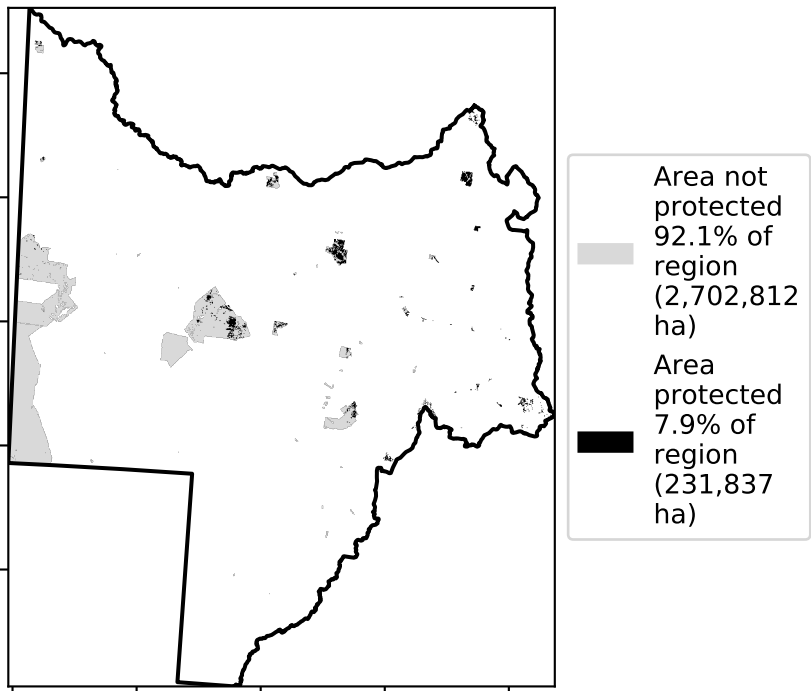 Area not
protected
92.1% of
region
(2,702,812
ha)
Area
protected
7.9% of
region
(231,837
ha)